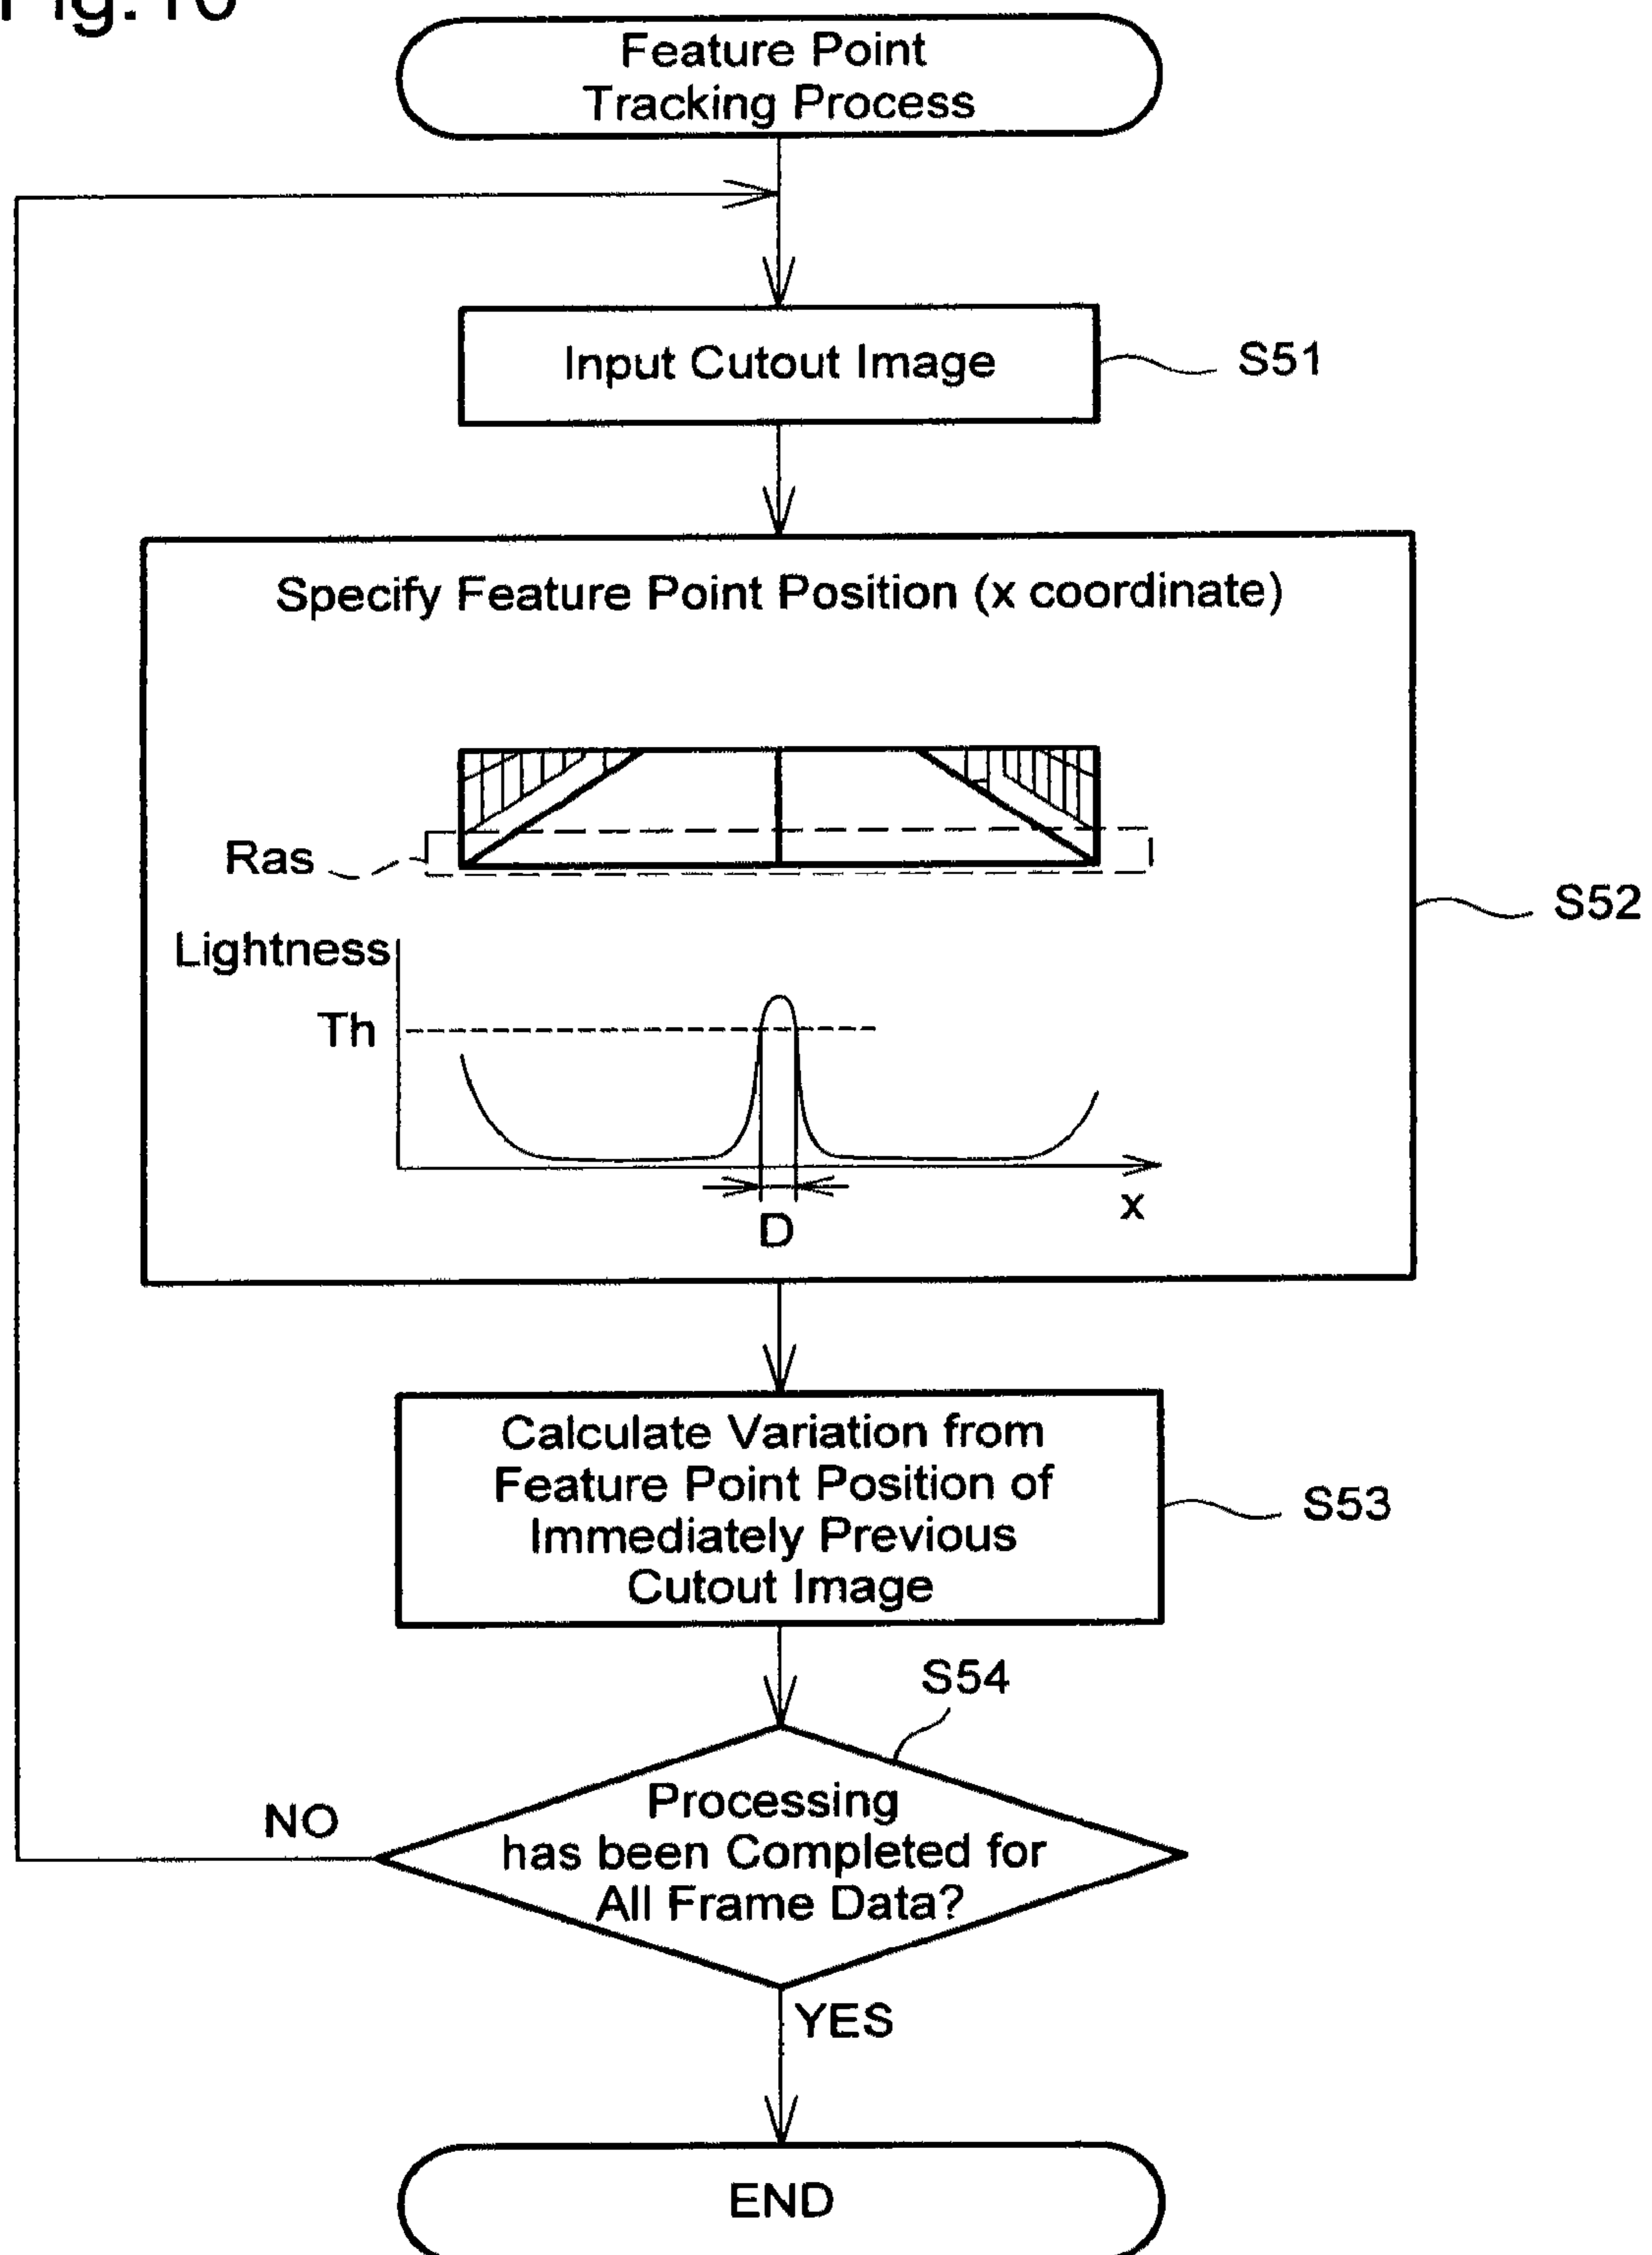 Fig. 10
Feature Point
Tracking Process
Input Cutout Image
S51
Specify Feature Point Position (x coordinate)
Ras
S52
Lightness
Th
x
D
Calculate Variation from
Feature Point Position of
Immediately Previous
Cutout Image
S53
S54
Processing
has been Completed for
All Frame Data?
NO
YES
END